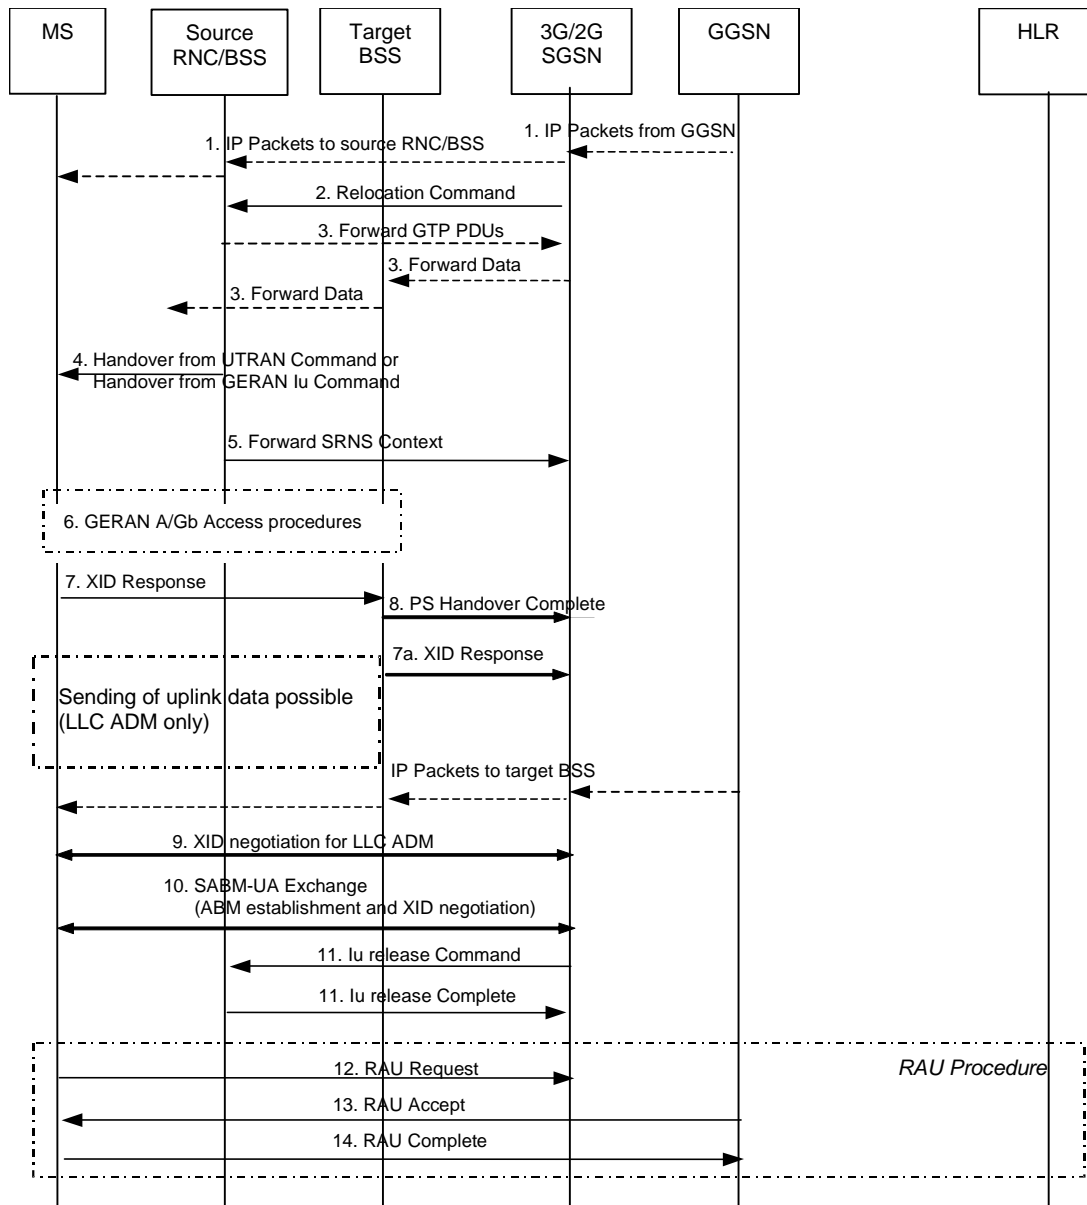 MS
Source
RNC/BSS
Target
BSS
3G/2G
SGSN
GGSN
HLR
1. IP Packets from GGSN
1. IP Packets to source RNC/BSS
2. Relocation Command
3. Forward GTP PDUs
3. Forward Data
3. Forward Data
4. Handover from UTRAN Command or
Handover from GERAN Iu Command
5. Forward SRNS Context
6. GERAN A/Gb Access procedures
7. XID Response
8. PS Handover Complete
7a. XID Response
Sending of uplink data possible
(LLC ADM only)
IP Packets to target BSS
9. XID negotiation for LLC ADM
10. SABM-UA Exchange
(ABM establishment and XID negotiation)
11. Iu release Command
11. Iu release Complete
RAU Procedure
12. RAU Request
13. RAU Accept
14. RAU Complete